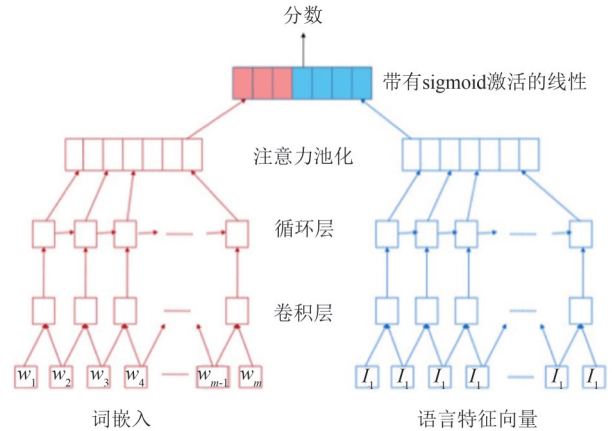 分数
带有sigmoid激活的线性
注意力池化
循环层
卷积层
w1 w2 w3 w4 wm-1 wm I1 I1 I1 I1 I1 I1
词嵌入 语言特征向量